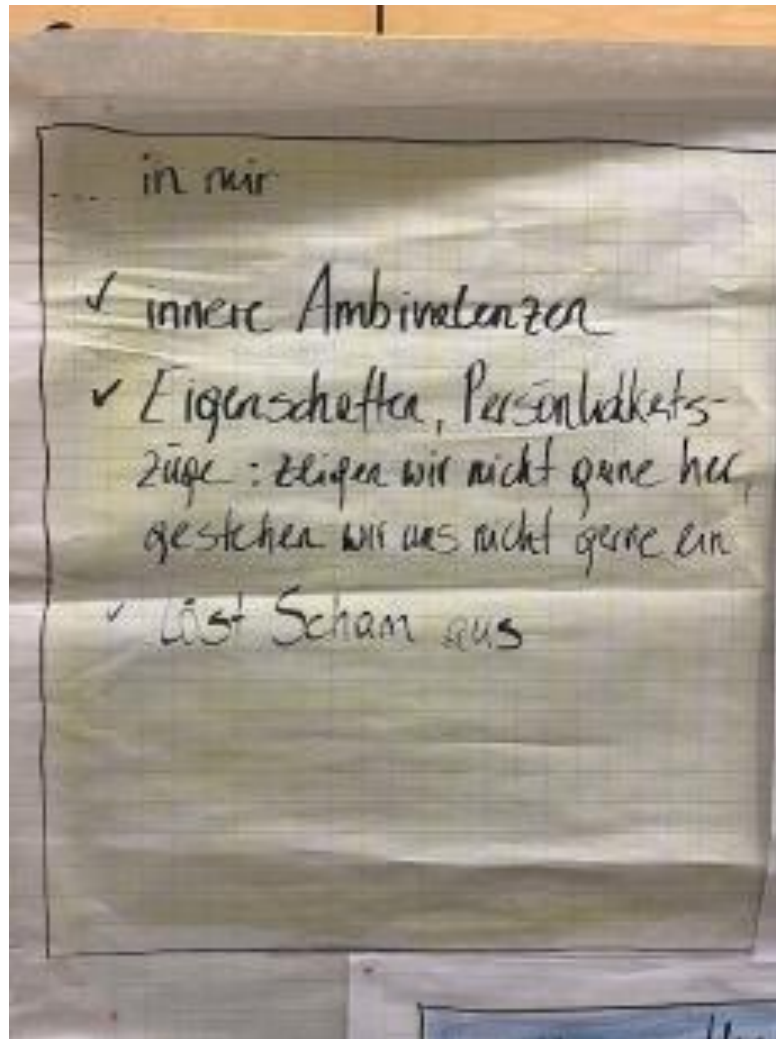 ... in mir
✓ innere Ambivalenzen
✓ Eigenschaften, Persönlichkeits-
züge : zeigen wir nicht gerne her,
gestehen wir uns nicht gerne ein
✓ Löst Scham aus